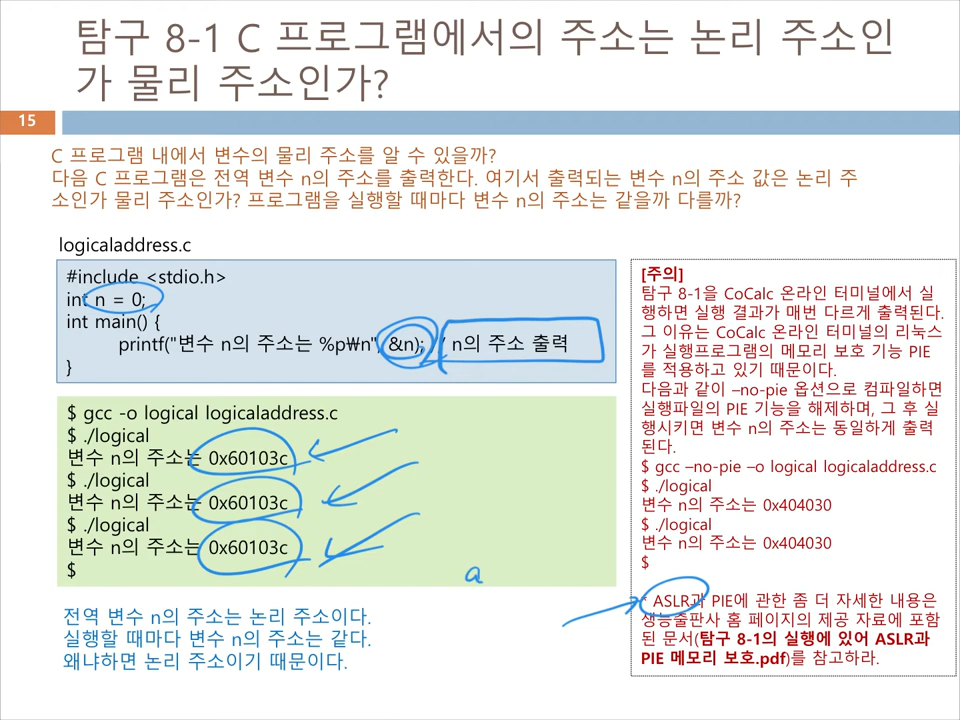 탐구 8-1 C 프로그램에서의 주소는 논리 주소인
가 물리 주소인가?
15
C 프로그램 내에서 변수의 물리 주소를 알 수 있을까?
다음 C 프로그램은 전역 변수 n의 주소를 출력한다. 여기서 출력되는 변수 n의 주소 값은 논리 주
소인가 물리 주소인가? 프로그램을 실행할 때마다 변수 n의 주소는 같을까 다를까?
logicaladdress.c
#include <stdio.h>
int n = 0;
int main() {
printf("변수 n의 주소는 %p₩n", &n); // n의 주소 출력
}
$ gcc -o logical logicaladdress.c
$ ./logical
변수 n의 주소는 0x60103c
$ ./logical
변수 n의 주소는 0x60103c
$ ./logical
변수 n의 주소는 0x60103c
$
a
전역 변수 n의 주소는 논리 주소이다.
실행할 때마다 변수 n의 주소는 같다.
왜냐하면 논리 주소이기 때문이다.
[주의]
탐구 8-1을 CoCalc 온라인 터미널에서 실
행하면 실행 결과가 매번 다르게 출력된다.
그 이유는 CoCalc 온라인 터미널의 리눅스
가 실행프로그램의 메모리 보호 기능 PIE
를 적용하고 있기 때문이다.
다음과 같이 –no-pie 옵션으로 컴파일하면
실행파일의 PIE 기능을 해제하며, 그 후 실
행시키면 변수 n의 주소는 동일하게 출력
된다.
$ gcc –no-pie –o logical logicaladdress.c
$ ./logical
변수 n의 주소는 0x404030
$ ./logical
변수 n의 주소는 0x404030
$
* ASLR과 PIE에 관한 좀 더 자세한 내용은
생능출판사 홈 페이지의 제공 자료에 포함
된 문서(탐구 8-1의 실행에 있어 ASLR과
PIE 메모리 보호.pdf)를 참고하라.